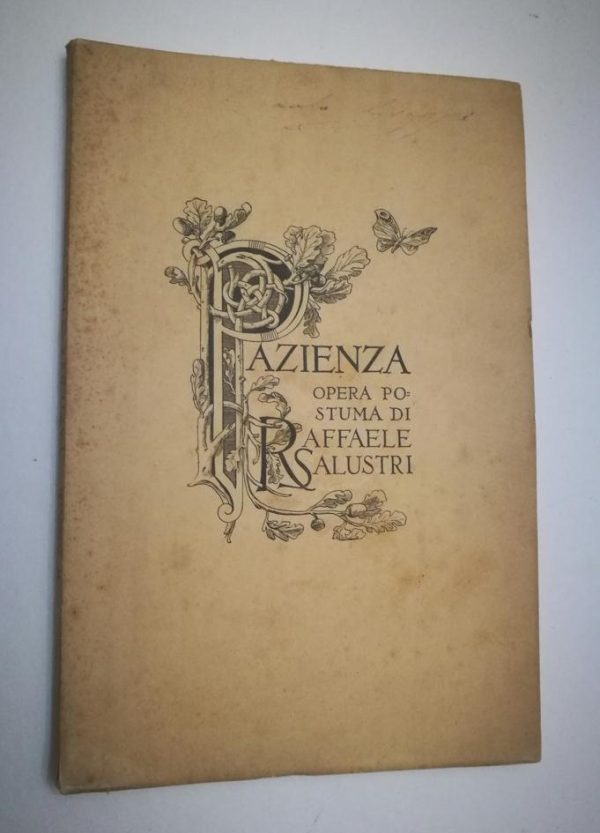 PAZIENZA
OPERA PO=
STUMA DI
RAFFAELE
SALUSTRI